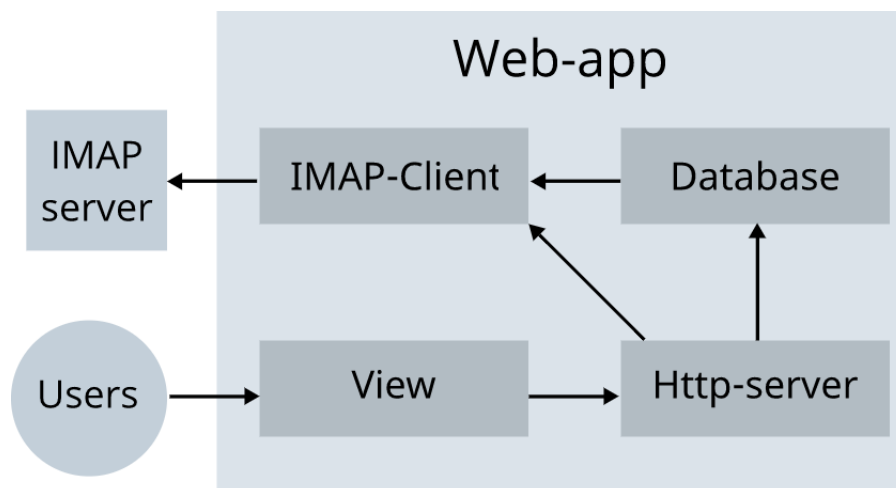 Web-app
IMAP
server
IMAP-Client
Database
Users
View
Http-server